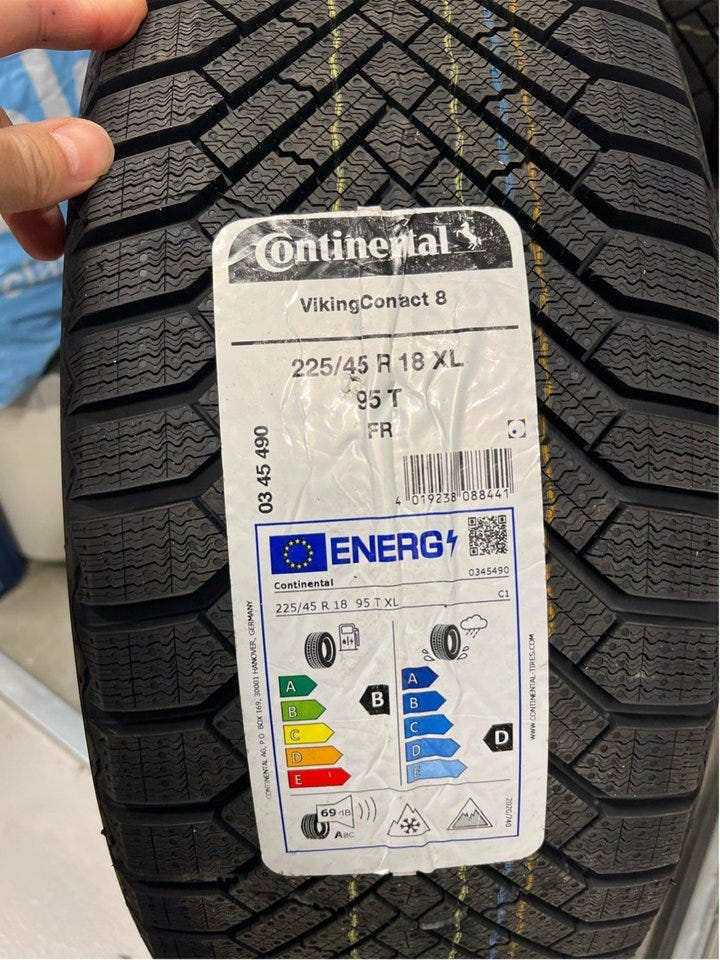 Continental
VikingContact 8
225/45 R 18 XL
95 T
FR
03 45 490
4 019238 088441
ENERG
Continental
0345490
225/45 R 18 95 T XL
C1
A
B
C
D
E
B
A
B
C
D
E
D
69 dB
ABC
2020/740
CONTINENTAL AG, P.O. BOX 169, 30001 HANOVER, GERMANY
WWW.CONTINENTAL-TIRES.COM